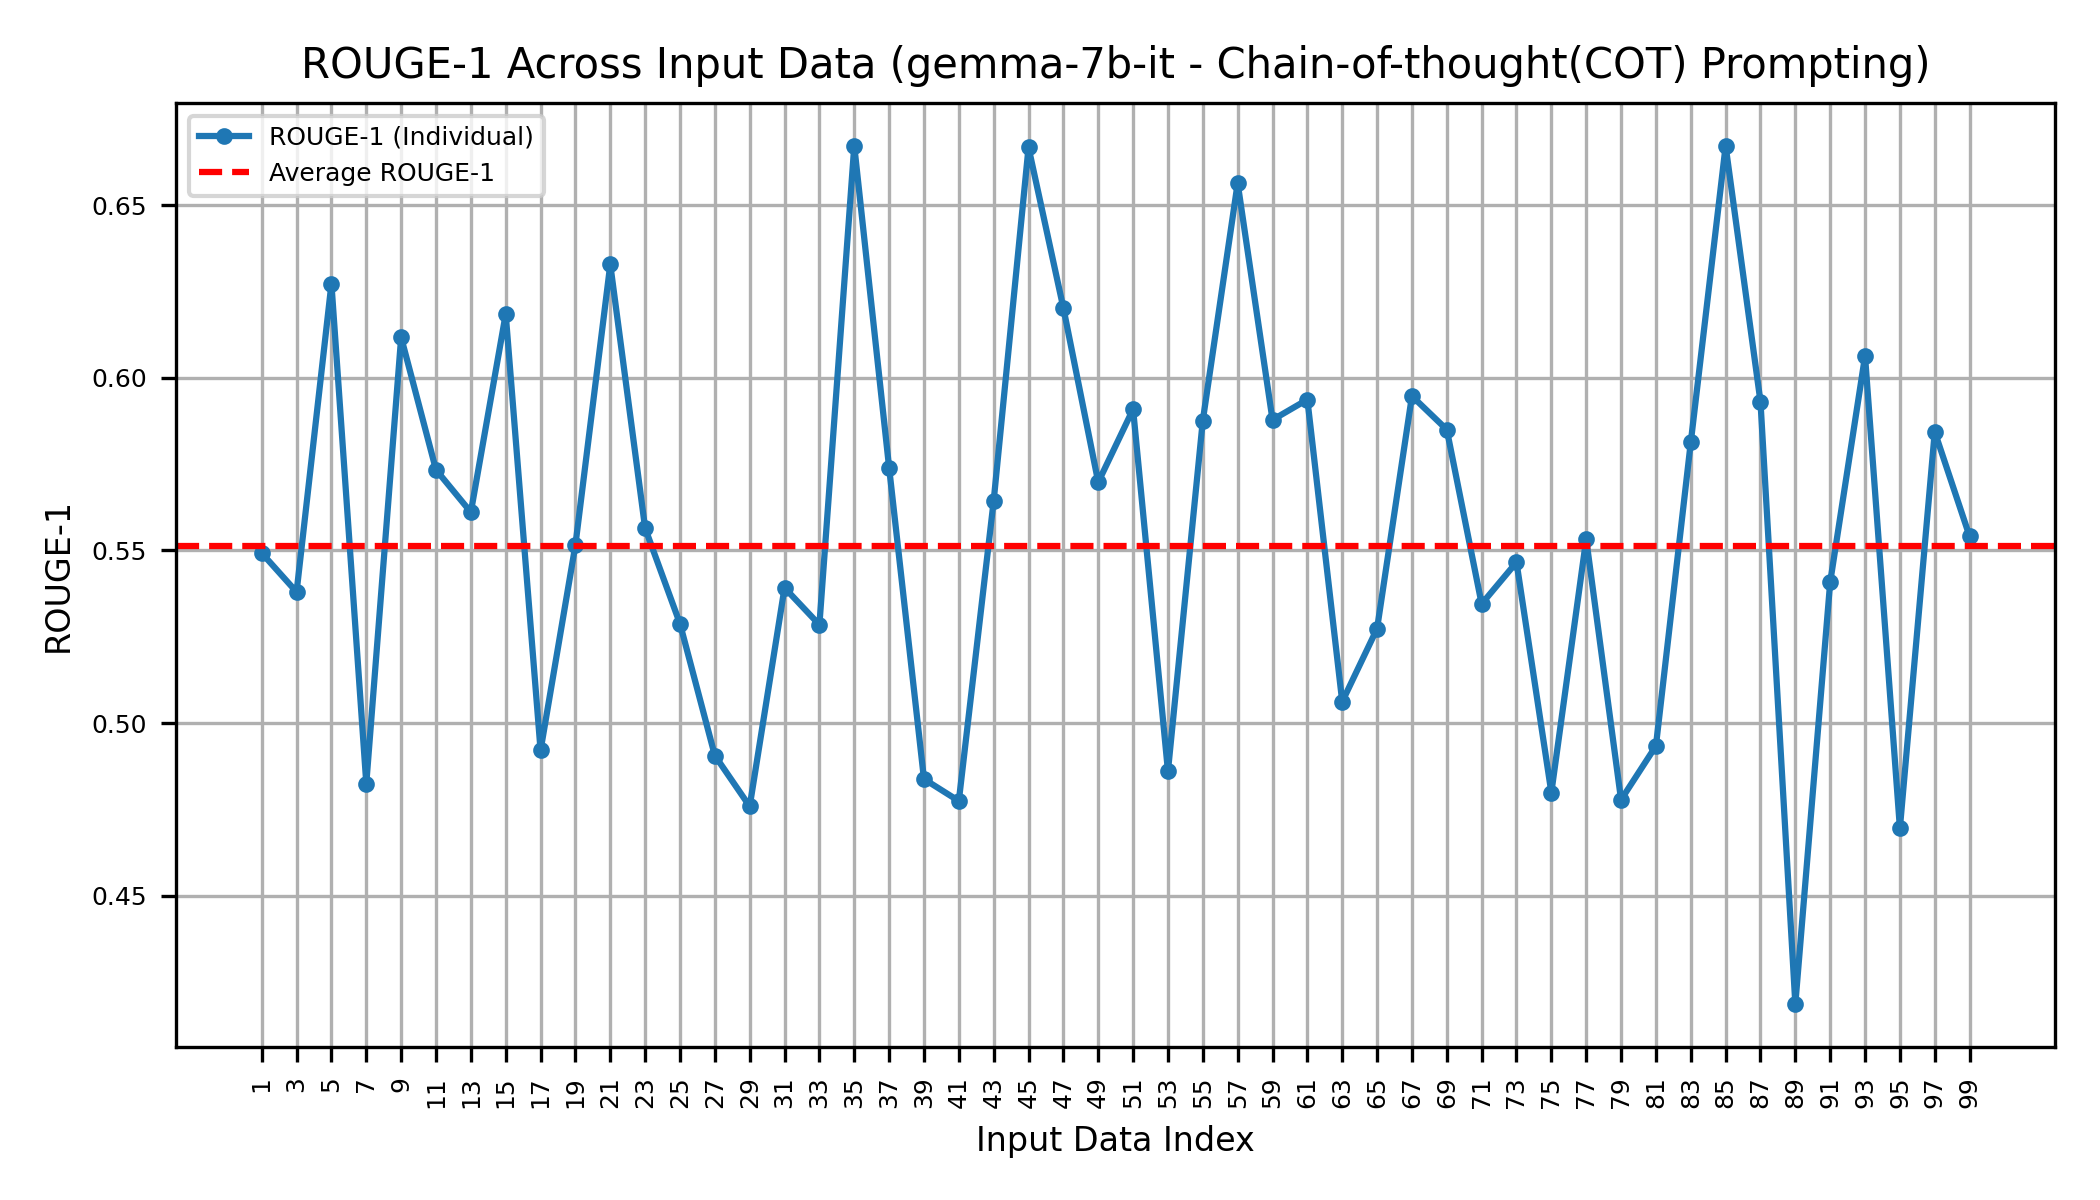 ROUGE-1 Across Input Data (gemma-7b-it - Chain-of-thought(COT) Prompting)
ROUGE-1 (Individual)
Average ROUGE-1
ROUGE-1
0.65
0.60
0.55
0.50
0.45
1 3 5 7 9 11 13 15 17 19 21 23 25 27 29 31 33 35 37 39 41 43 45 47 49 51 53 55 57 59 61 63 65 67 69 71 73 75 77 79 81 83 85 87 89 91 93 95 97 99
Input Data Index